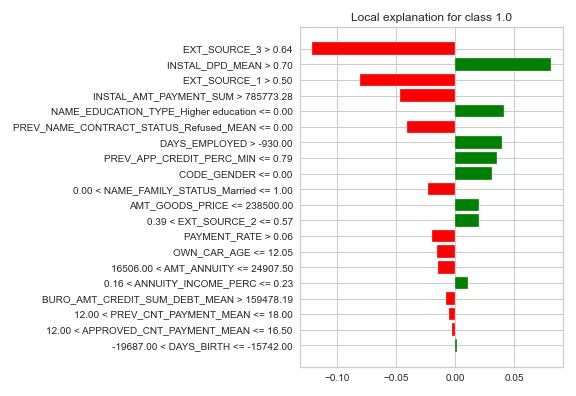 Local explanation for class 1.0
EXT_SOURCE_3 > 0.64
INSTAL_DPD_MEAN > 0.70
EXT_SOURCE_1 > 0.50
INSTAL_AMT_PAYMENT_SUM > 785773.28
NAME_EDUCATION_TYPE_Higher education <= 0.00
PREV_NAME_CONTRACT_STATUS_Refused_MEAN <= 0.00
DAYS_EMPLOYED > -930.00
PREV_APP_CREDIT_PERC_MIN <= 0.79
CODE_GENDER <= 0.00
0.00 < NAME_FAMILY_STATUS_Married <= 1.00
AMT_GOODS_PRICE <= 238500.00
0.39 < EXT_SOURCE_2 <= 0.57
PAYMENT_RATE > 0.06
OWN_CAR_AGE <= 12.05
16506.00 < AMT_ANNUITY <= 24907.50
0.16 < ANNUITY_INCOME_PERC <= 0.23
BURO_AMT_CREDIT_SUM_DEBT_MEAN > 159478.19
12.00 < PREV_CNT_PAYMENT_MEAN <= 18.00
12.00 < APPROVED_CNT_PAYMENT_MEAN <= 16.50
-19687.00 < DAYS_BIRTH <= -15742.00
−0.10 −0.05 0.00 0.05